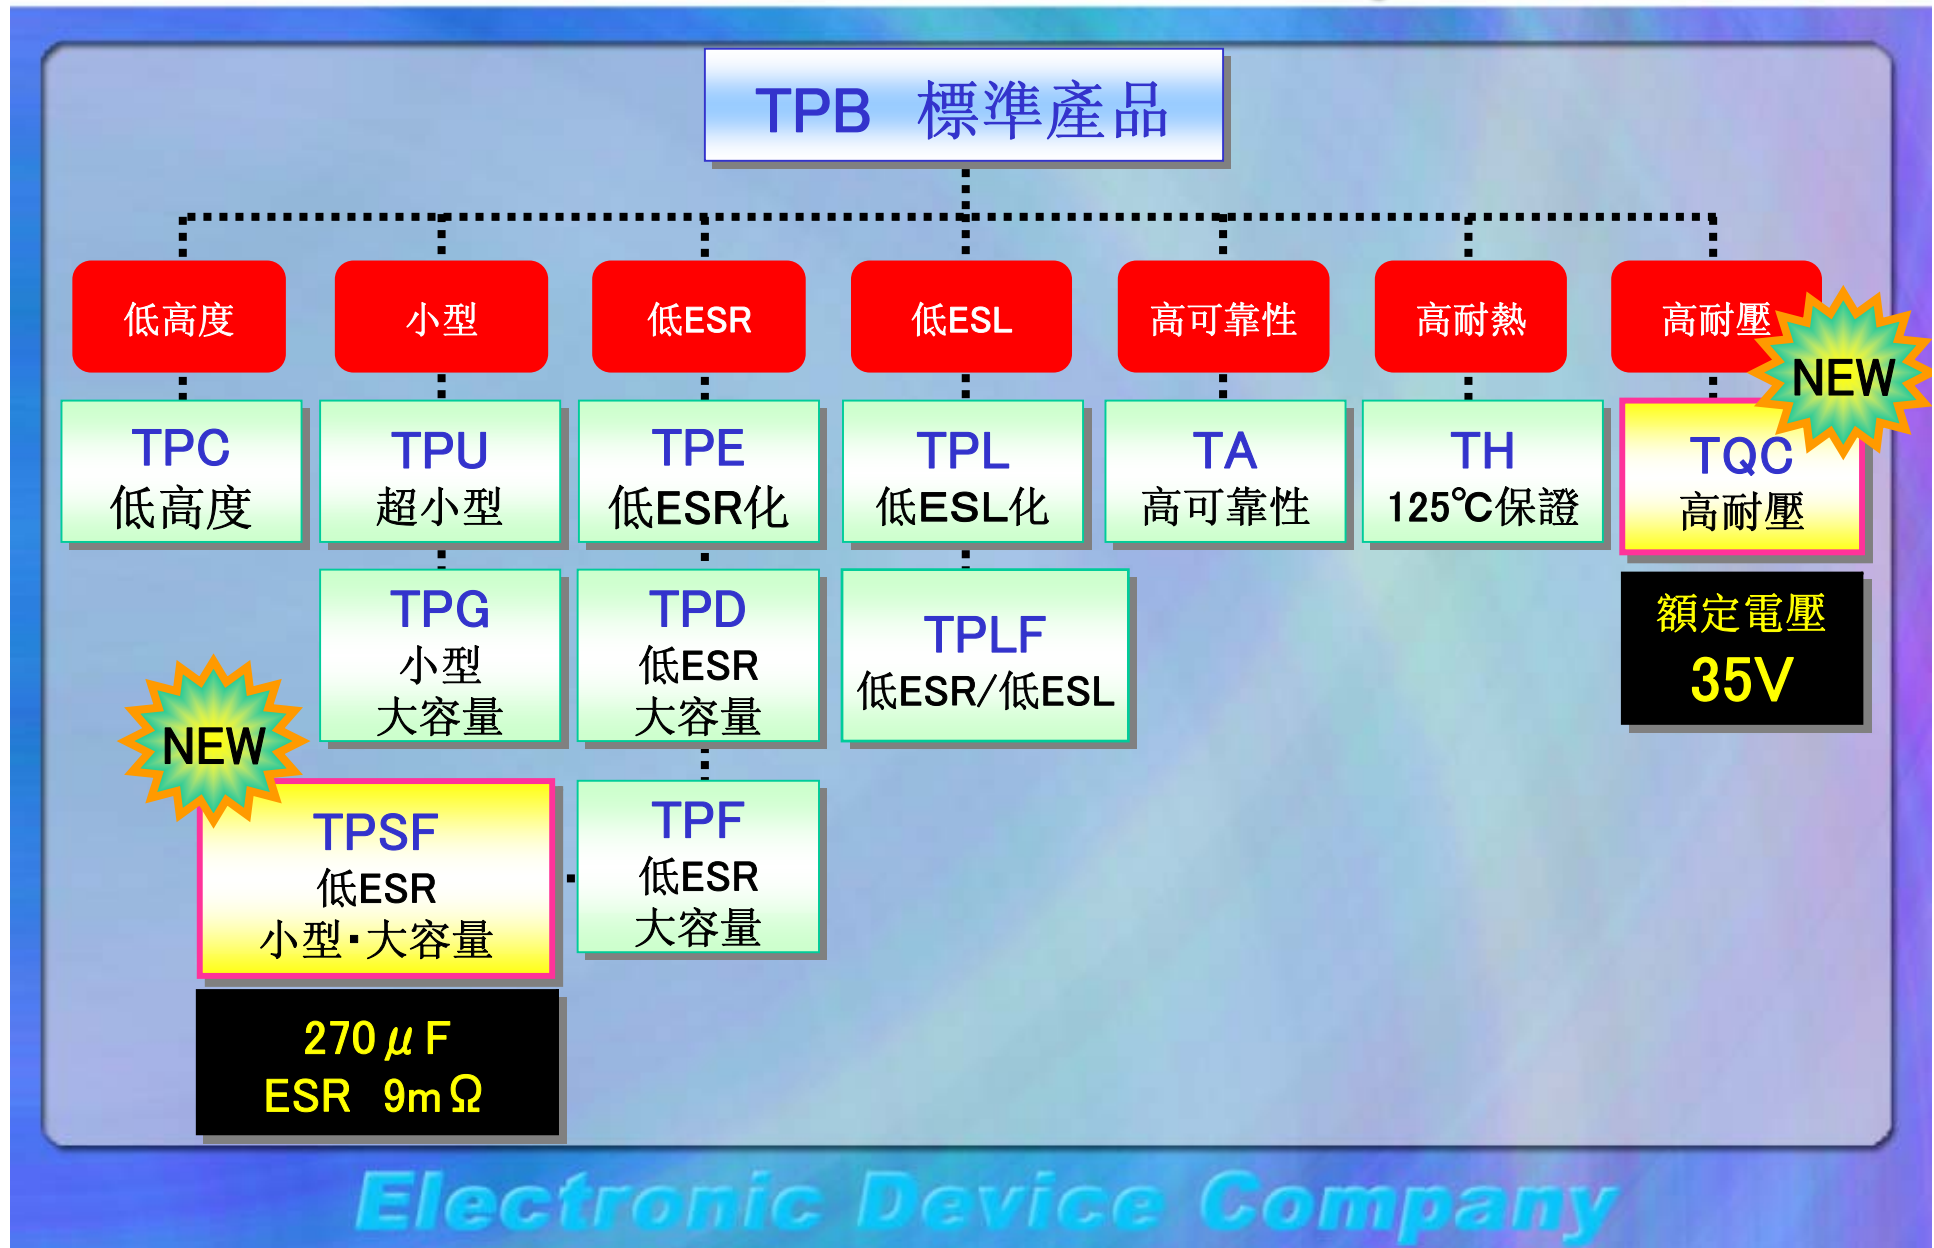 TPB 標準產品
低高度
小型
低ESR
低ESL
高可靠性
高耐熱
高耐壓
NEW
TPC
低高度
TPU
超小型
TPE
低ESR化
TPL
低ESL化
TA
高可靠性
TH
125℃保證
TQC
高耐壓
TPG
小型
大容量
TPD
低ESR
大容量
TPLF
低ESR/低ESL
額定電壓
35V
NEW
TPSF
低ESR
小型・大容量
TPF
低ESR
大容量
270μF
ESR 9mΩ
Electronic Device Company